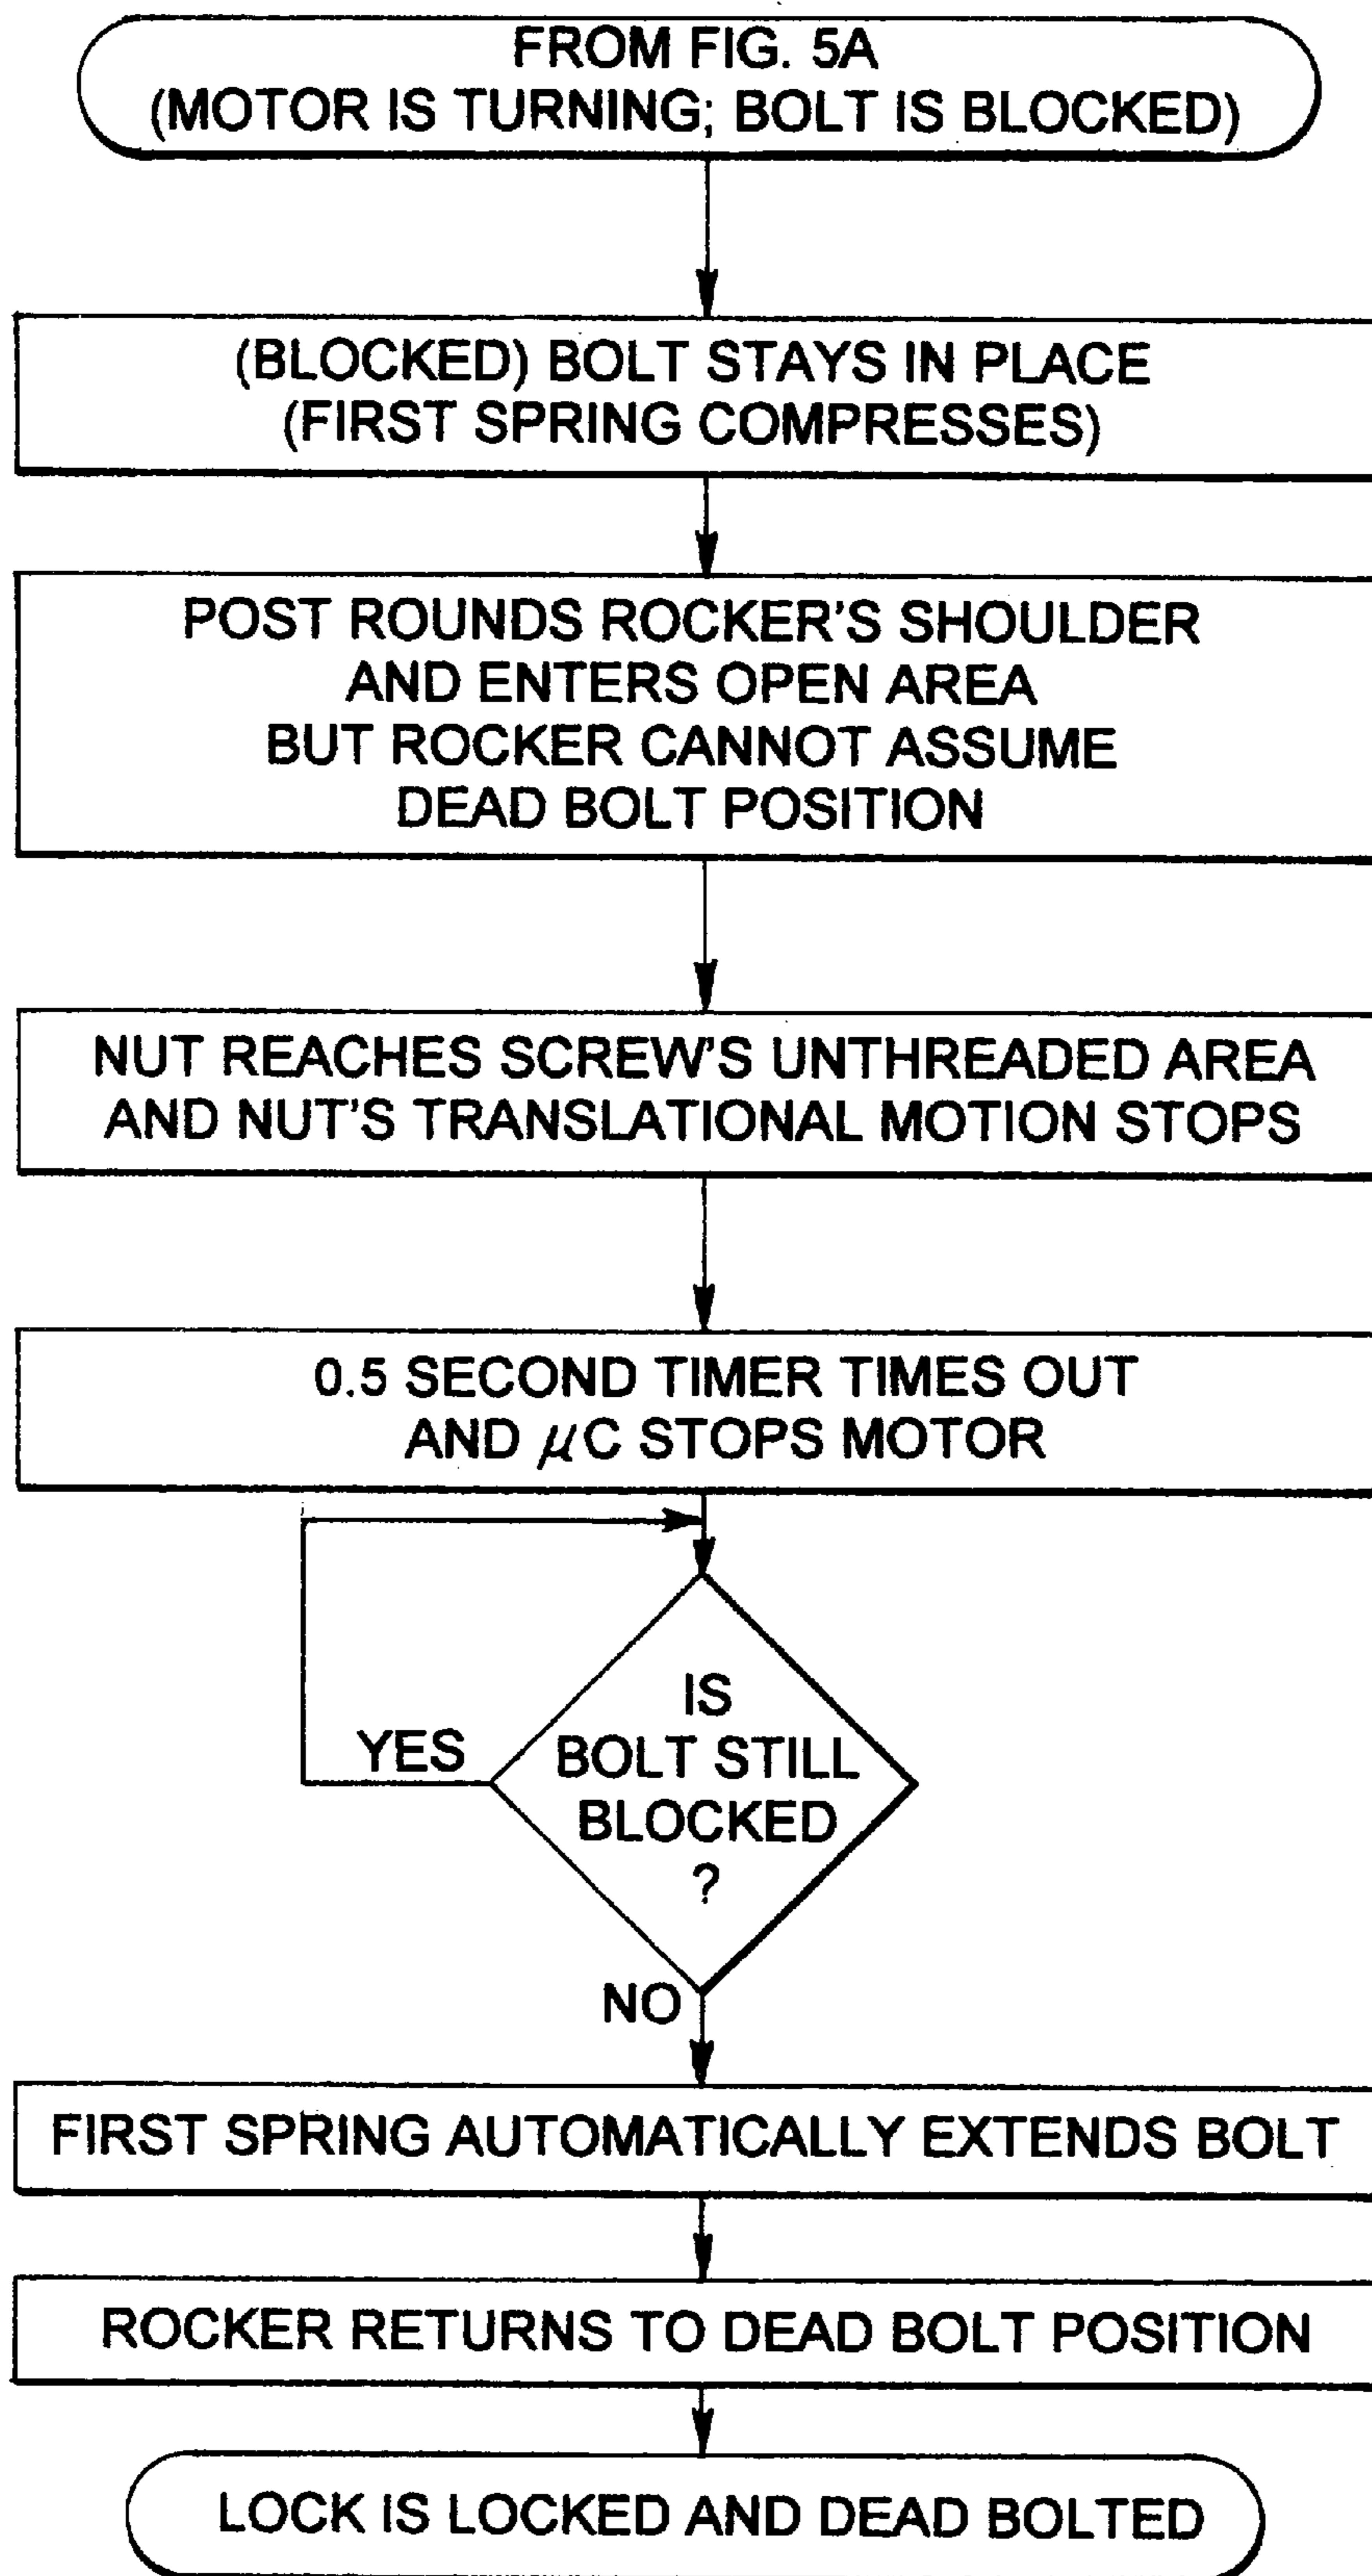 FROM FIG. 5A
(MOTOR IS TURNING; BOLT IS BLOCKED)
(BLOCKED) BOLT STAYS IN PLACE
(FIRST SPRING COMPRESSES)
POST ROUNDS ROCKER'S SHOULDER
AND ENTERS OPEN AREA
BUT ROCKER CANNOT ASSUME
DEAD BOLT POSITION
NUT REACHES SCREW'S UNTHREADED AREA
AND NUT'S TRANSLATIONAL MOTION STOPS
0.5 SECOND TIMER TIMES OUT
AND μC STOPS MOTOR
IS
BOLT STILL
BLOCKED
?
YES
NO
FIRST SPRING AUTOMATICALLY EXTENDS BOLT
ROCKER RETURNS TO DEAD BOLT POSITION
LOCK IS LOCKED AND DEAD BOLTED